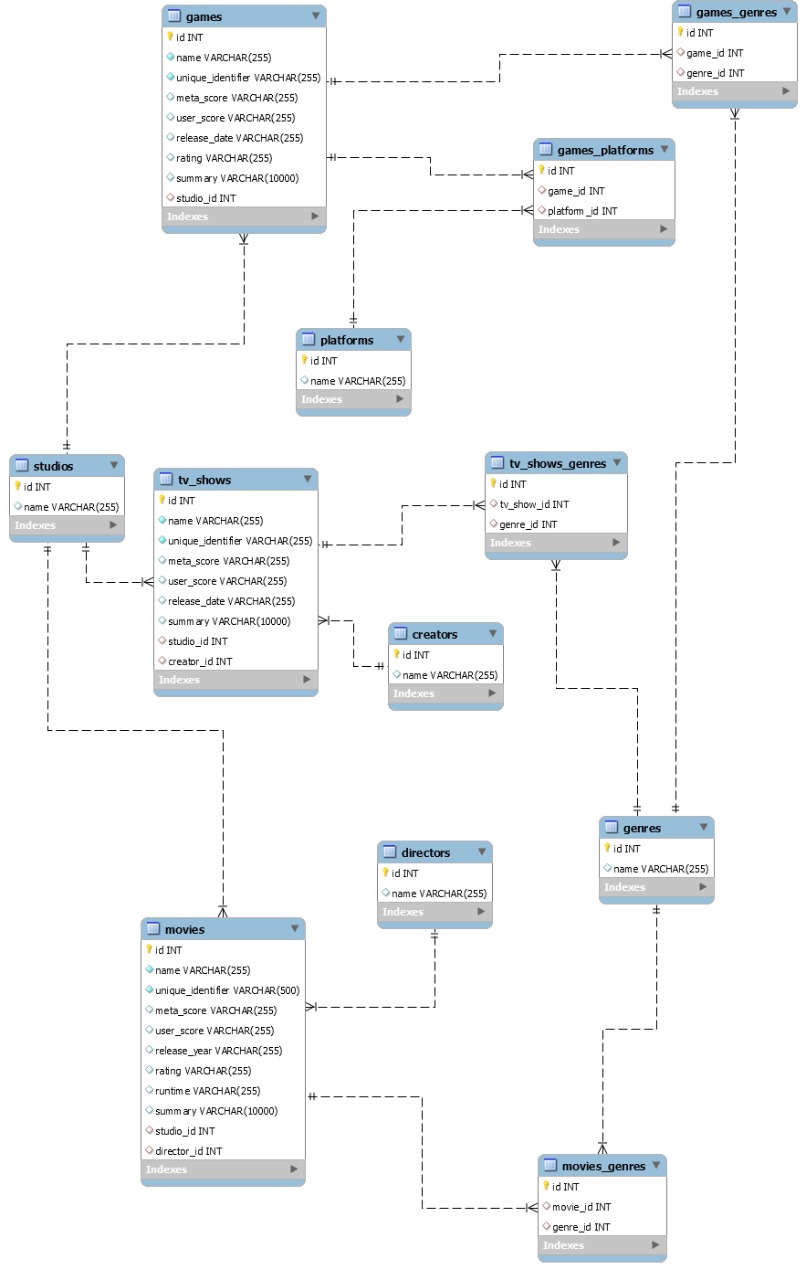 games
id INT
name VARCHAR(255)
unique_identifier VARCHAR(255)
meta_score VARCHAR(255)
user_score VARCHAR(255)
release_date VARCHAR(255)
rating VARCHAR(255)
summary VARCHAR(10000)
studio_id INT
Indexes
games_genres
id INT
game_id INT
genre_id INT
Indexes
games_platforms
id INT
game_id INT
platform_id INT
Indexes
platforms
id INT
name VARCHAR(255)
Indexes
studios
id INT
name VARCHAR(255)
Indexes
tv_shows
id INT
name VARCHAR(255)
unique_identifier VARCHAR(255)
meta_score VARCHAR(255)
user_score VARCHAR(255)
release_date VARCHAR(255)
summary VARCHAR(10000)
studio_id INT
creator_id INT
Indexes
tv_shows_genres
id INT
tv_show_id INT
genre_id INT
Indexes
creators
id INT
name VARCHAR(255)
Indexes
genres
id INT
name VARCHAR(255)
Indexes
directors
id INT
name VARCHAR(255)
Indexes
movies
id INT
name VARCHAR(255)
unique_identifier VARCHAR(500)
meta_score VARCHAR(255)
user_score VARCHAR(255)
release_year VARCHAR(255)
rating VARCHAR(255)
runtime VARCHAR(255)
summary VARCHAR(10000)
studio_id INT
director_id INT
Indexes
movies_genres
id INT
movie_id INT
genre_id INT
Indexes